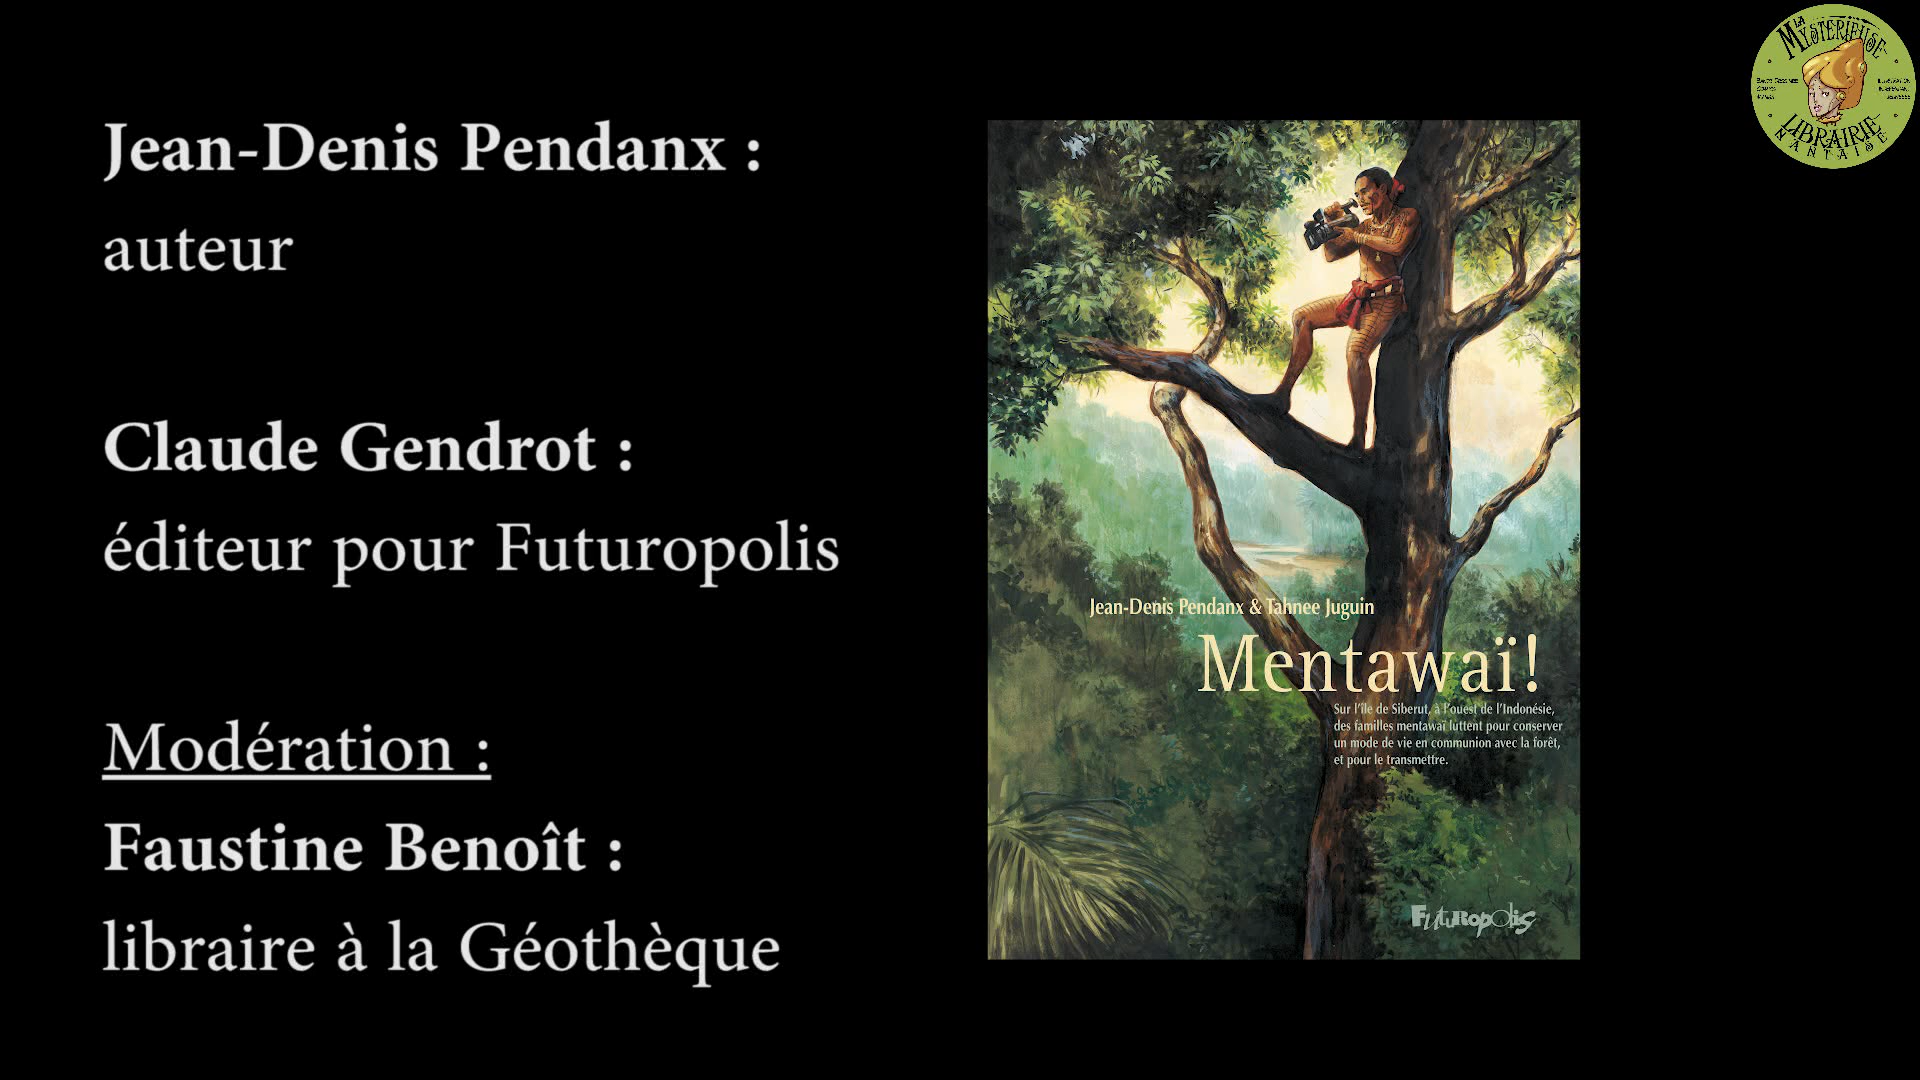 Jean-Denis Pendanx :
auteur
Claude Gendrot :
éditeur pour Futuropolis
Modération :
Faustine Benoît :
libraire à la Géothèque
Jean-Denis Pendanx & Tahnee Juguin
Mentawaï!
Sur l'île de Siberut, à l'ouest de l'Indonésie,
des familles mentawaï luttent pour conserver
un mode de vie en communion avec la forêt,
et pour le transmettre.
Futuropolis
LA
MYSTÉRIEUSE
LIBRAIRIE
NANTAISE